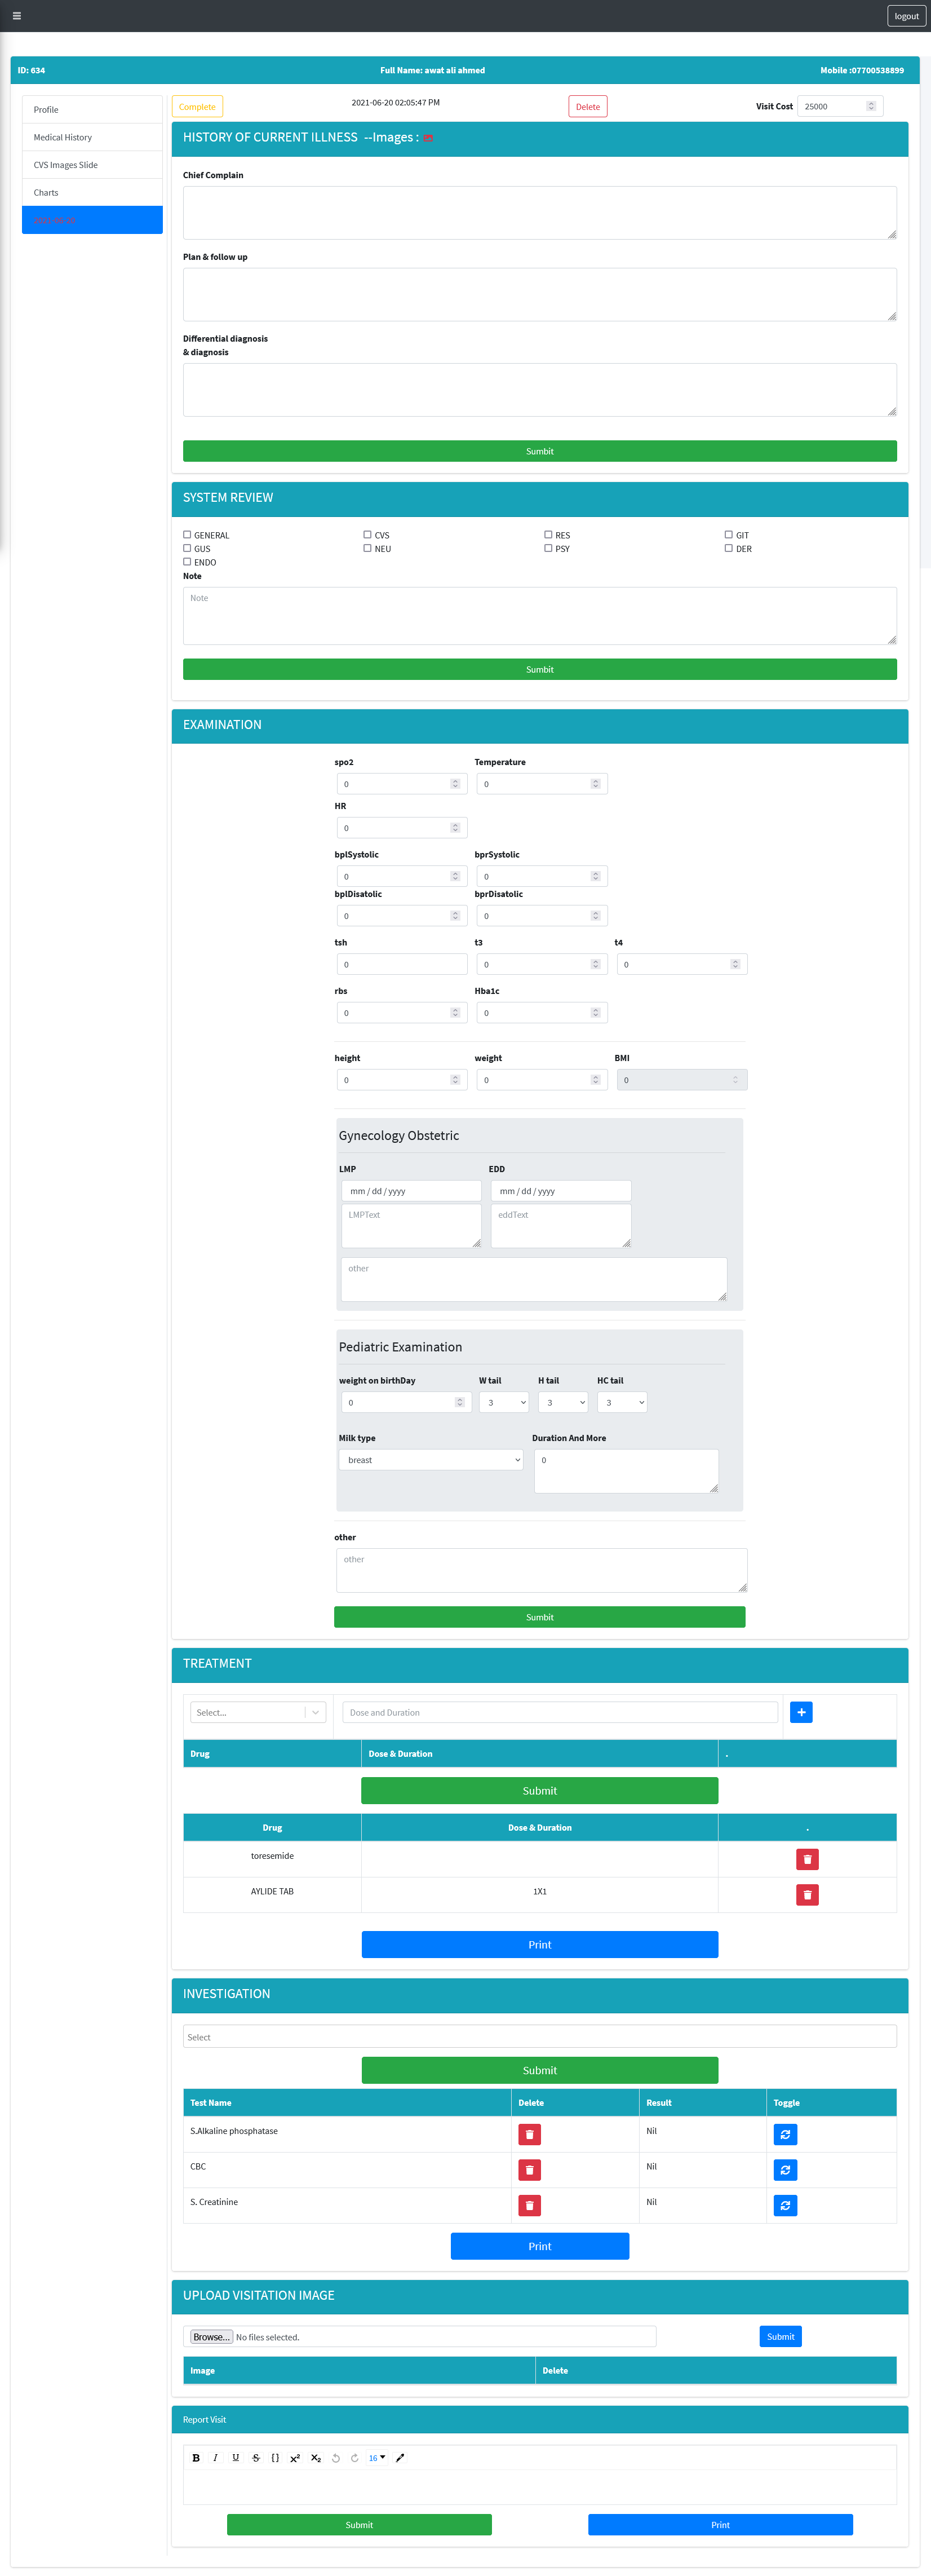 logout
ID: 634 Full Name: awat ali ahmed Mobile :07700538899
Profile
Medical History
CVS Images Slide
Charts
Complete 2021-06-20 02:05:47 PM Delete Visit Cost 25000
HISTORY OF CURRENT ILLNESS --Images :
Chief Complain
Plan & follow up
Differential diagnosis
& diagnosis
Sumbit
SYSTEM REVIEW
GENERAL CVS RES GIT
GUS NEU PSY DER
ENDO
Note
Note
Sumbit
EXAMINATION
spo2 Temperature
0 0
HR
0
bplSystolic bprSystolic
0 0
bplDisatolic bprDisatolic
0 0
tsh t3 t4
0 0 0
rbs Hba1c
0 0
height weight BMI
0 0 0
Gynecology Obstetric
LMP EDD
mm / dd / yyyy mm / dd / yyyy
LMPText eddText
other
Pediatric Examination
weight on birthDay W tail H tail HC tail
0 3 3 3
Milk type Duration And More
breast 0
other
other
Sumbit
TREATMENT
Select... Dose and Duration
Drug Dose & Duration .
Submit
Drug Dose & Duration .
toresemide
AYLIDE TAB 1X1
Print
INVESTIGATION
Select
Submit
Test Name Delete Result Toggle
S.Alkaline phosphatase Nil
CBC Nil
S. Creatinine Nil
Print
UPLOAD VISITATION IMAGE
Browse... No files selected. Submit
Image Delete
Report Visit
B I U S {} X2 X2 16
Submit Print